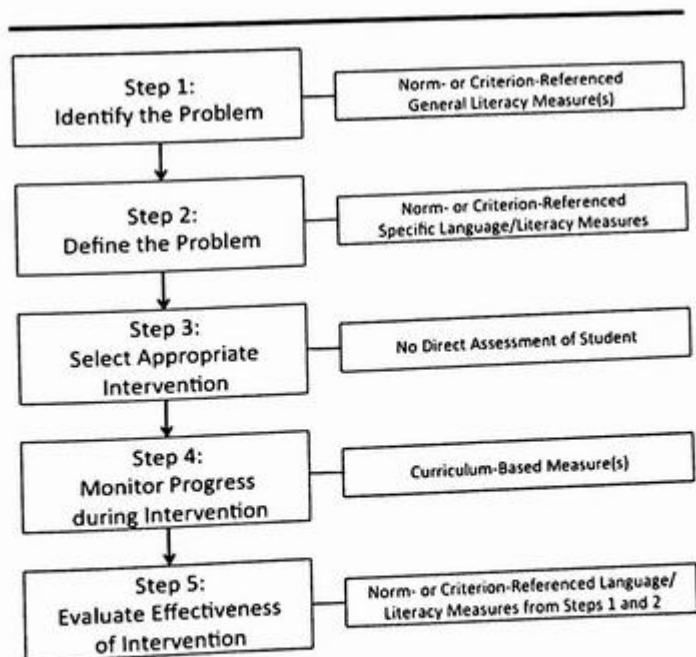 Step 1:
Identify the Problem
Norm- or Criterion-Referenced
General Literacy Measure(s)
Step 2:
Define the Problem
Norm- or Criterion-Referenced
Specific Language/Literacy Measures
Step 3:
Select Appropriate
Intervention
No Direct Assessment of Student
Step 4:
Monitor Progress
during Intervention
Curriculum-Based Measure(s)
Step 5:
Evaluate Effectiveness
of Intervention
Norm- or Criterion-Referenced Language/
Literacy Measures from Steps 1 and 2